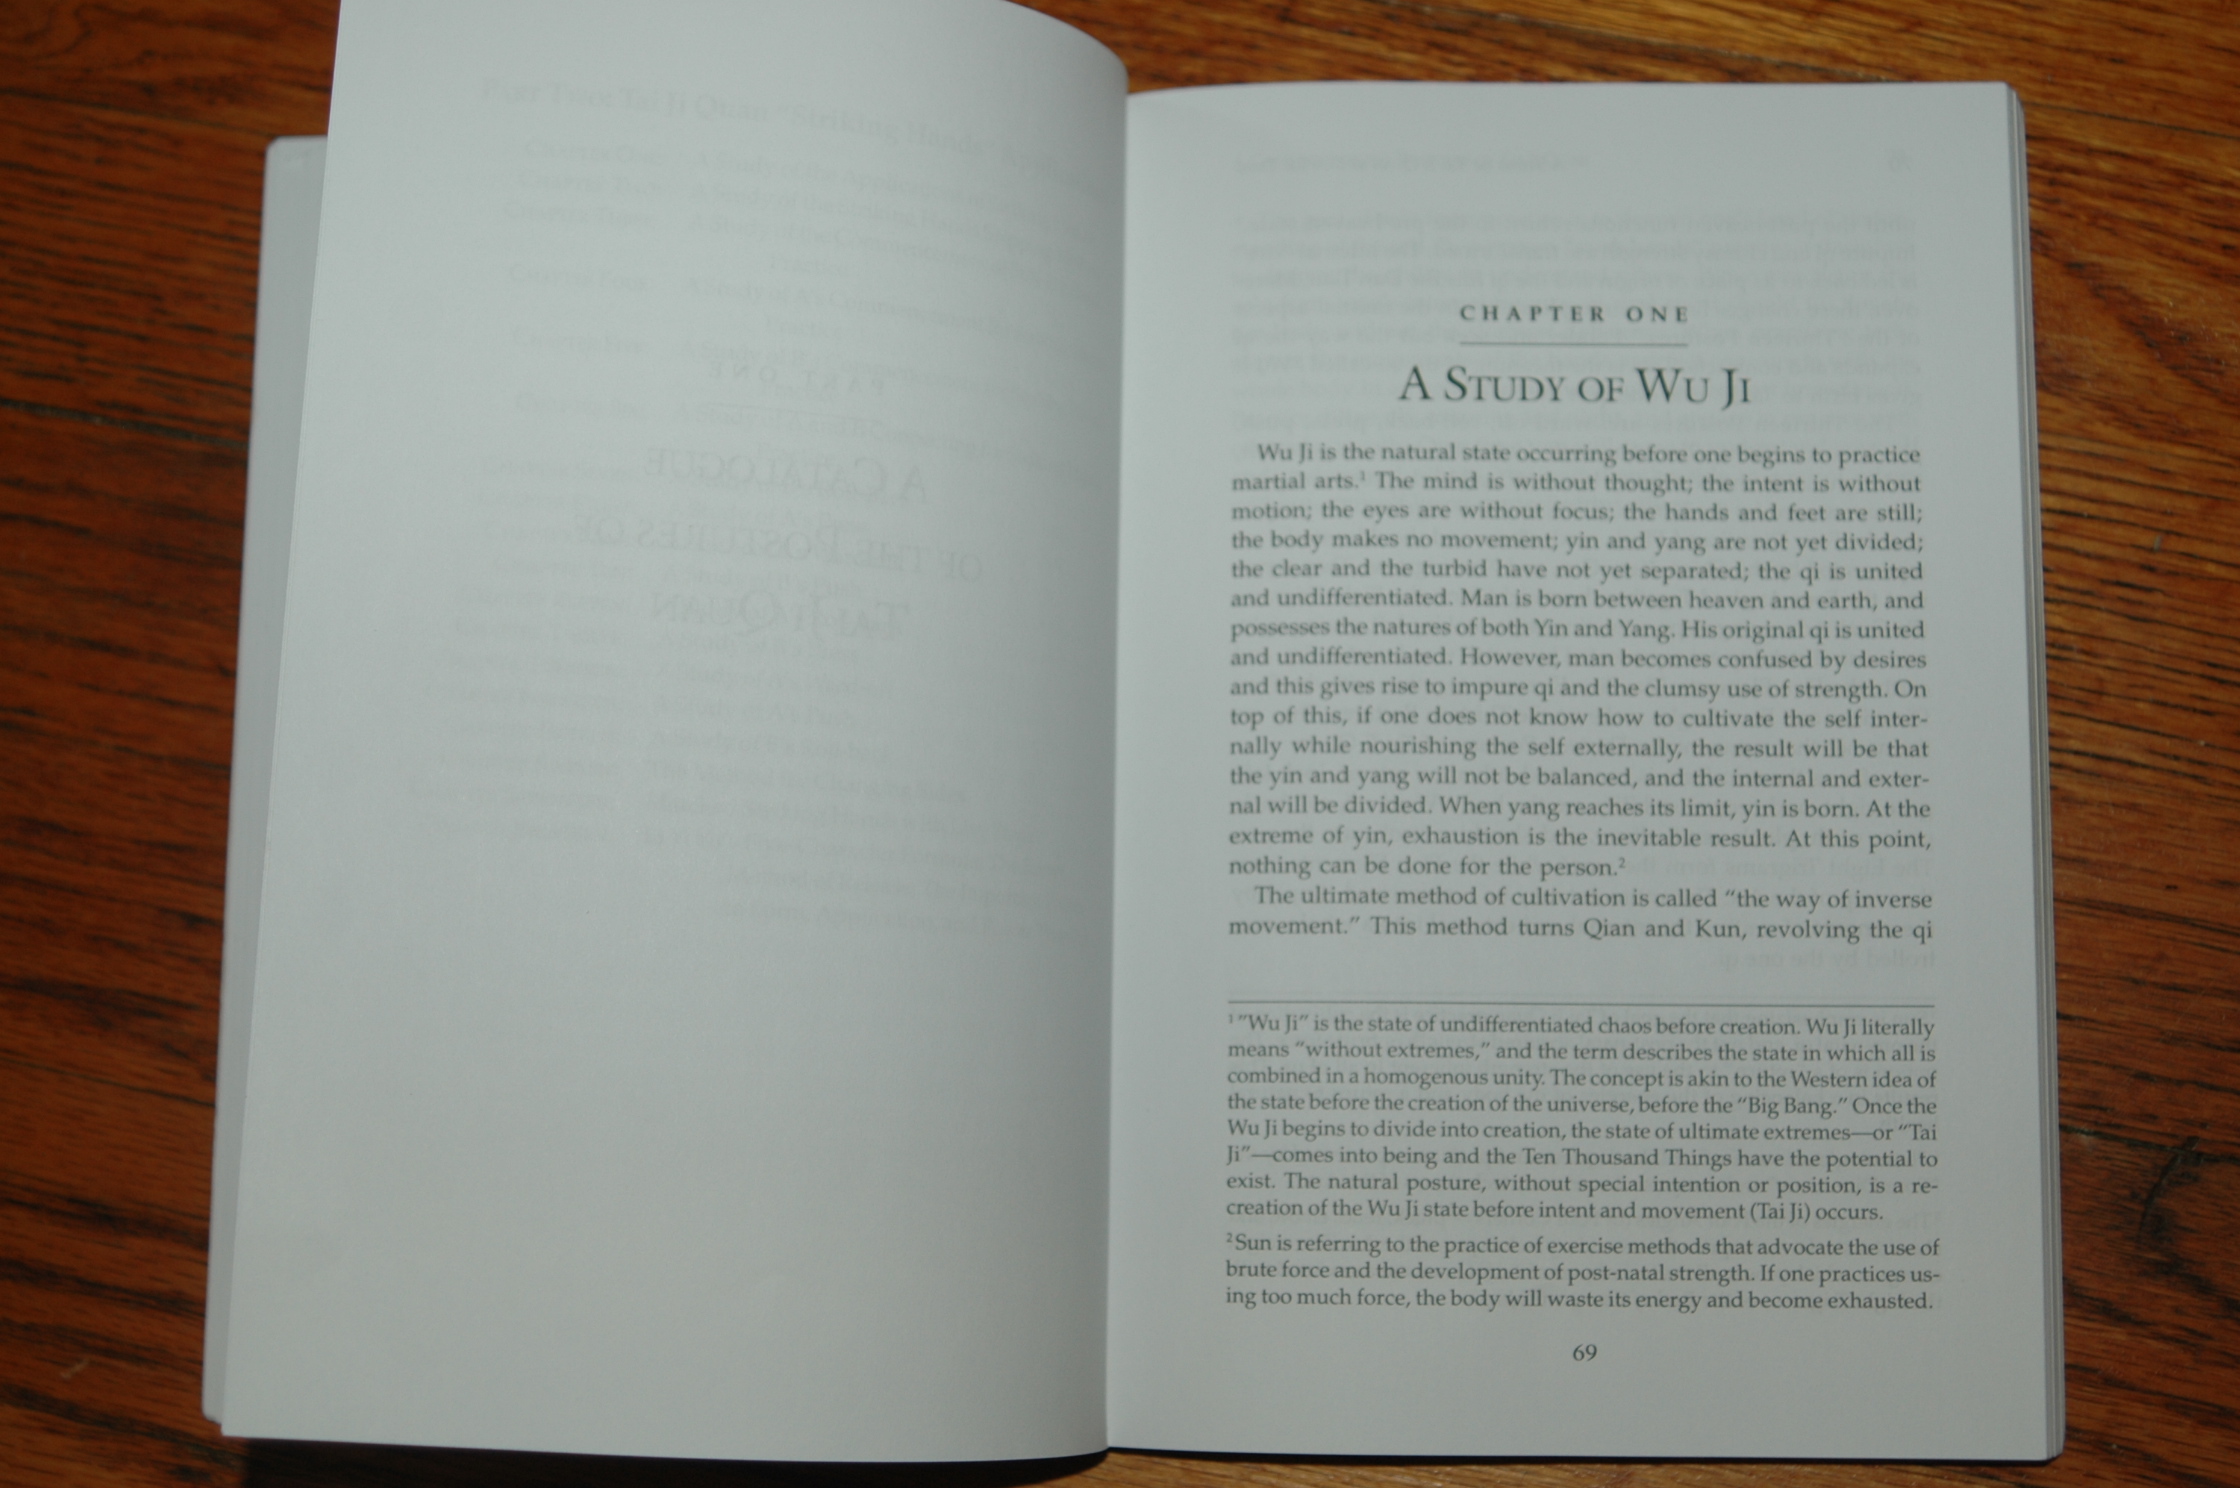 CHAPTER ONE
A STUDY OF WU JI
Wu Ji is the natural state occurring before one begins to practice
martial arts.¹ The mind is without thought; the intent is without
motion; the eyes are without focus; the hands and feet are still;
the body makes no movement; yin and yang are not yet divided;
the clear and the turbid have not yet separated; the qi is united
and undifferentiated. Man is born between heaven and earth, and
possesses the natures of both Yin and Yang. His original qi is united
and undifferentiated. However, man becomes confused by desires
and this gives rise to impure qi and the clumsy use of strength. On
top of this, if one does not know how to cultivate the self inter-
nally while nourishing the self externally, the result will be that
the yin and yang will not be balanced, and the internal and exter-
nal will be divided. When yang reaches its limit, yin is born. At the
extreme of yin, exhaustion is the inevitable result. At this point,
nothing can be done for the person.²
The ultimate method of cultivation is called "the way of inverse
movement." This method turns Qian and Kun, revolving the qi
¹ "Wu Ji" is the state of undifferentiated chaos before creation. Wu Ji literally
means "without extremes," and the term describes the state in which all is
combined in a homogenous unity. The concept is akin to the Western idea of
the state before the creation of the universe, before the "Big Bang." Once the
Wu Ji begins to divide into creation, the state of ultimate extremes—or "Tai
Ji"—comes into being and the Ten Thousand Things have the potential to
exist. The natural posture, without special intention or position, is a re-
creation of the Wu Ji state before intent and movement (Tai Ji) occurs.
² Sun is referring to the practice of exercise methods that advocate the use of
brute force and the development of post-natal strength. If one practices us-
ing too much force, the body will waste its energy and become exhausted.
69